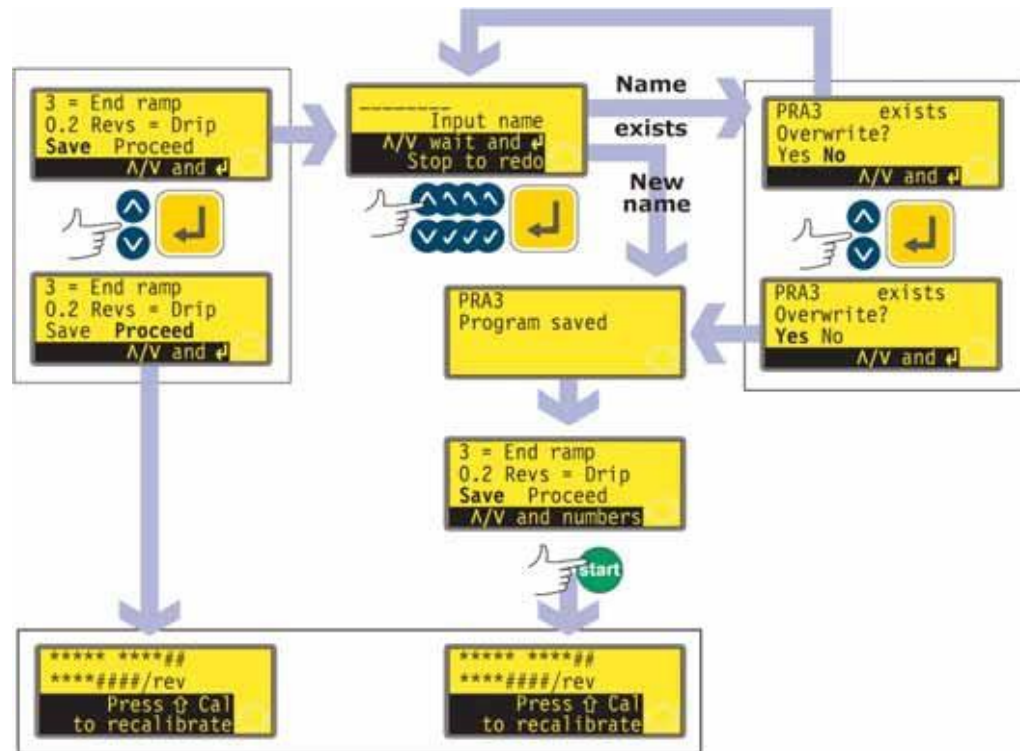 3 = End ramp
0.2 Revs = Drip
Save Proceed
∧/∨ and ↵
3 = End ramp
0.2 Revs = Drip
Save Proceed
∧/∨ and ↵
________
Input name
∧/∨ wait and ↵
Stop to redo
Name
exists
New
name
PRA3 exists
Overwrite?
Yes No
∧/∨ and ↵
PRA3 exists
Overwrite?
Yes No
∧/∨ and ↵
PRA3
Program saved
3 = End ramp
0.2 Revs = Drip
Save Proceed
∧/∨ and numbers
start
***** ****##
****####/rev
Press ⇧ Cal
to recalibrate
***** ****##
****####/rev
Press ⇧ Cal
to recalibrate